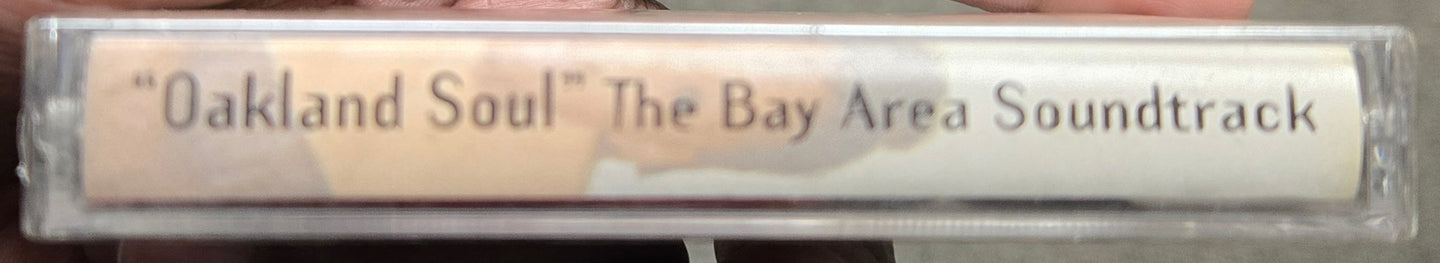 “Oakland Soul” The Bay Area Soundtrack